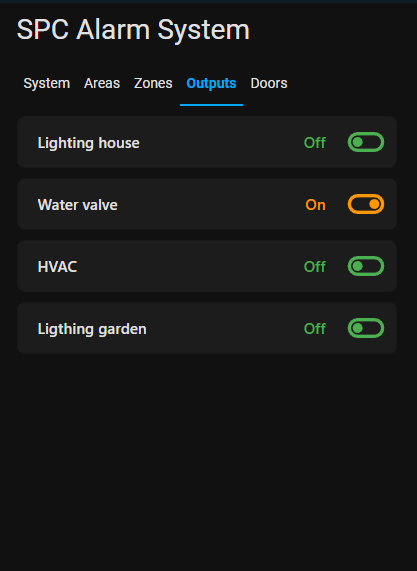 SPC Alarm System
System Areas Zones Outputs Doors
Lighting house Off
Water valve On
HVAC Off
Ligthing garden Off